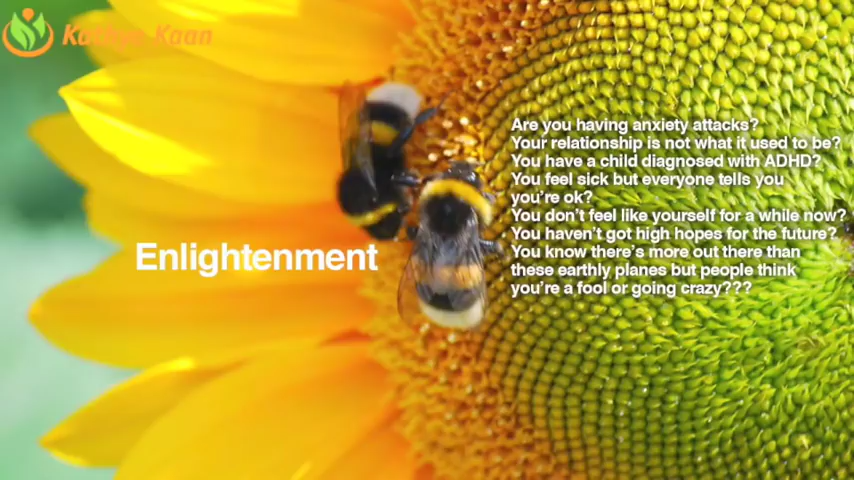 Kathye Kaan
Enlightenment
Are you having anxiety attacks?
Your relationship is not what it used to be?
You have a child diagnosed with ADHD?
You feel sick but everyone tells you
you're ok?
You don't feel like yourself for a while now?
You haven't got high hopes for the future?
You know there's more out there than
these earthly planes but people think
you're a fool or going crazy???